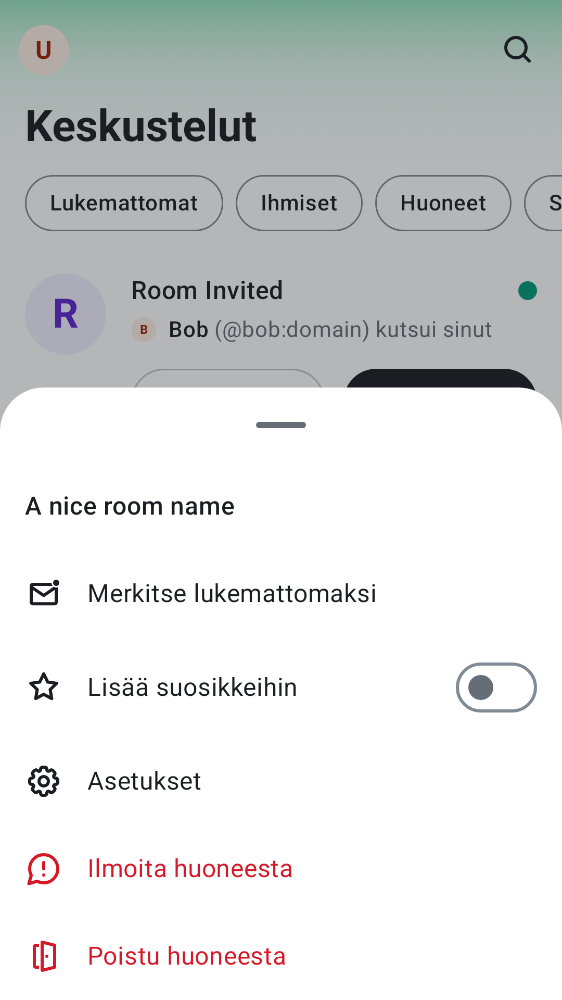 U
Keskustelut
Lukemattomat
Ihmiset
Huoneet
S
R
Room Invited
B Bob (@bob:domain) kutsui sinut
A nice room name
Merkitse lukemattomaksi
Lisää suosikkeihin
Asetukset
Ilmoita huoneesta
Poistu huoneesta